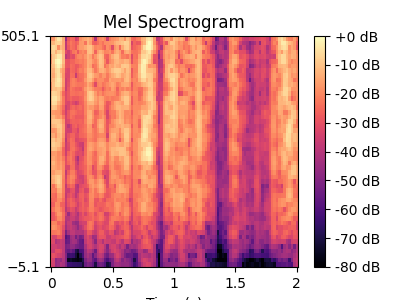 Mel Spectrogram
505.1
-5.1
0
0.5
1
1.5
2
+0 dB
-10 dB
-20 dB
-30 dB
-40 dB
-50 dB
-60 dB
-70 dB
-80 dB